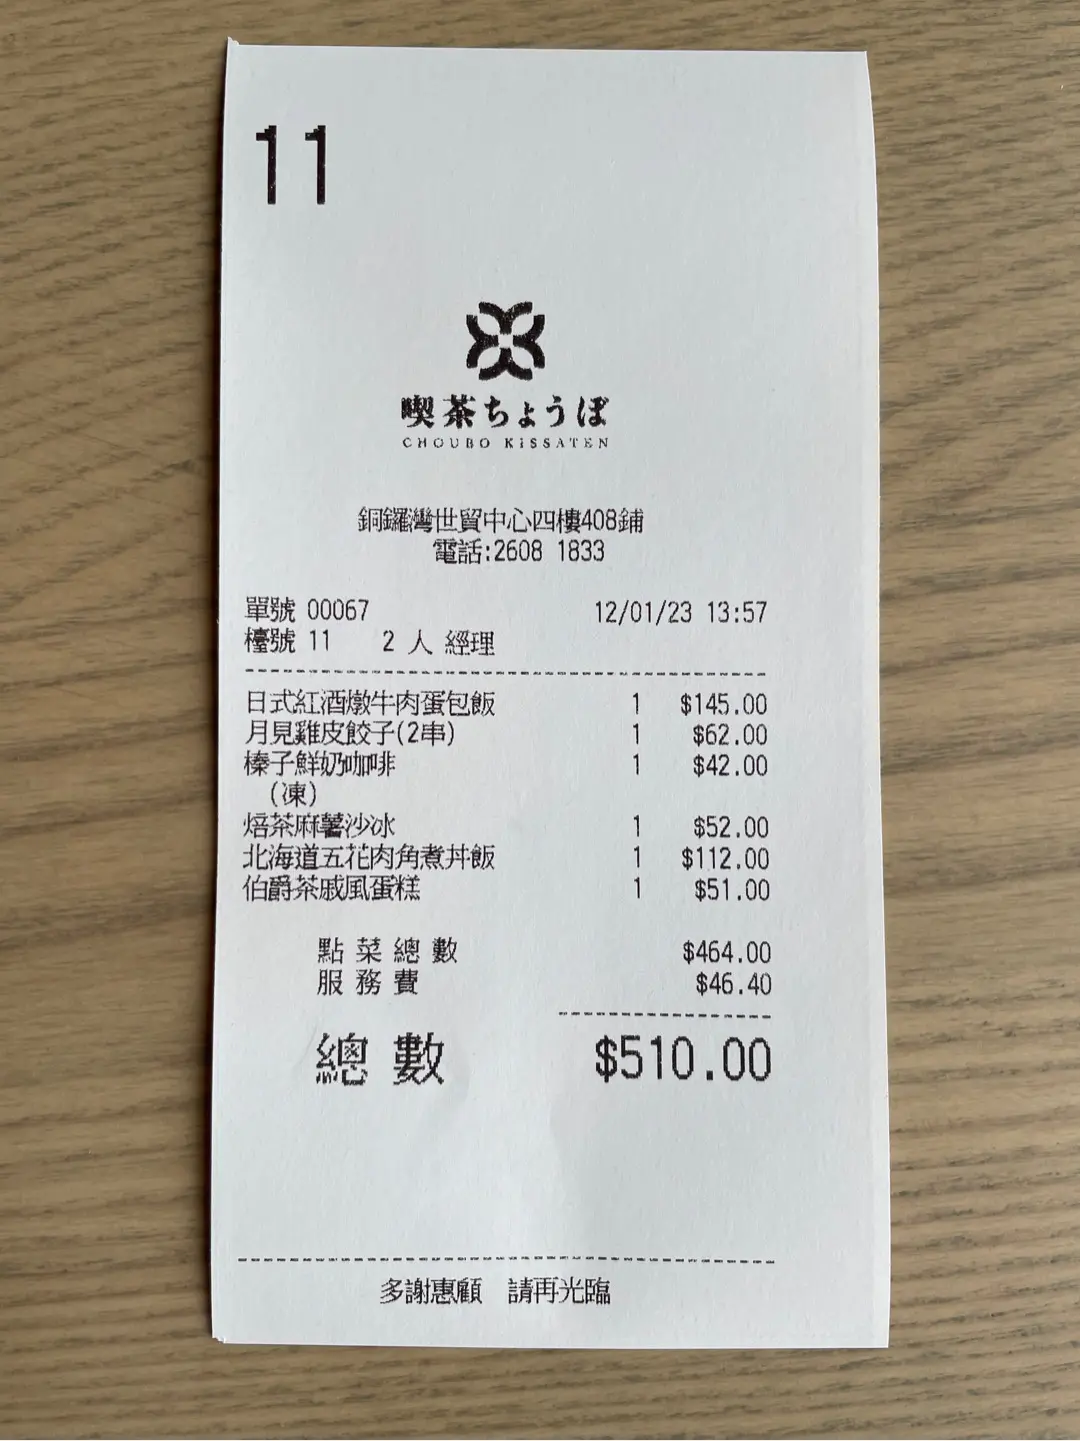 11
喫茶ちょうぼ
CHOUBO KISSATEN
銅鑼灣世貿中心四樓408鋪
電話:2608 1833
單號 00067 12/01/23 13:57
檯號 11 2 人 經理
日式紅酒燉牛肉蛋包飯 1 $145.00
月見雞皮餃子(2串) 1 $62.00
榛子鮮奶咖啡 1 $42.00
(凍)
焙茶麻薯沙冰 1 $52.00
北海道五花肉角煮丼飯 1 $112.00
伯爵茶戚風蛋糕 1 $51.00
點菜總數 $464.00
服務費 $46.40
總數 $510.00
多謝惠顧 請再光臨